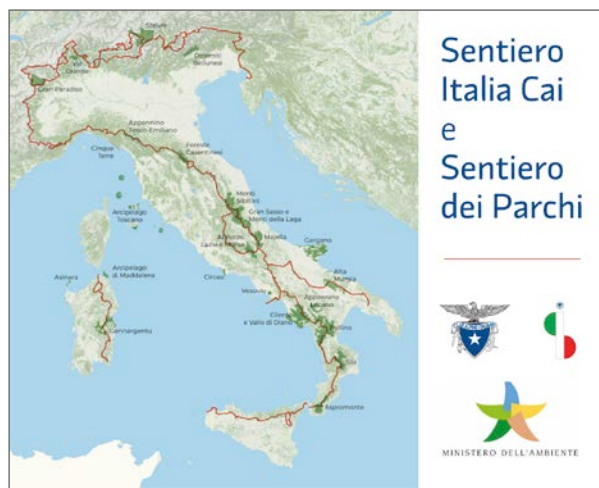 Sentiero
Italia Cai
e
Sentiero
dei Parchi
MINISTERO DELL'AMBIENTE
Stelvio
Val
Grande
Gran Paradiso
Dolomiti
Bellunesi
Appennino
Tosco-Emiliano
Cinque
Terre
Foreste
Casentinesi
Arcipelago
Toscano
Monti
Sibillini
Gran Sasso e
Monti della Laga
Majella
Gargano
Circeo
Arcipelago
di Maddalena
Asinara
Gennargentu
Vesuvio
Alta
Murgia
Appennino
Lucano
Cilento
e Vallo di Diano
Pollino
Sila
Aspromonte